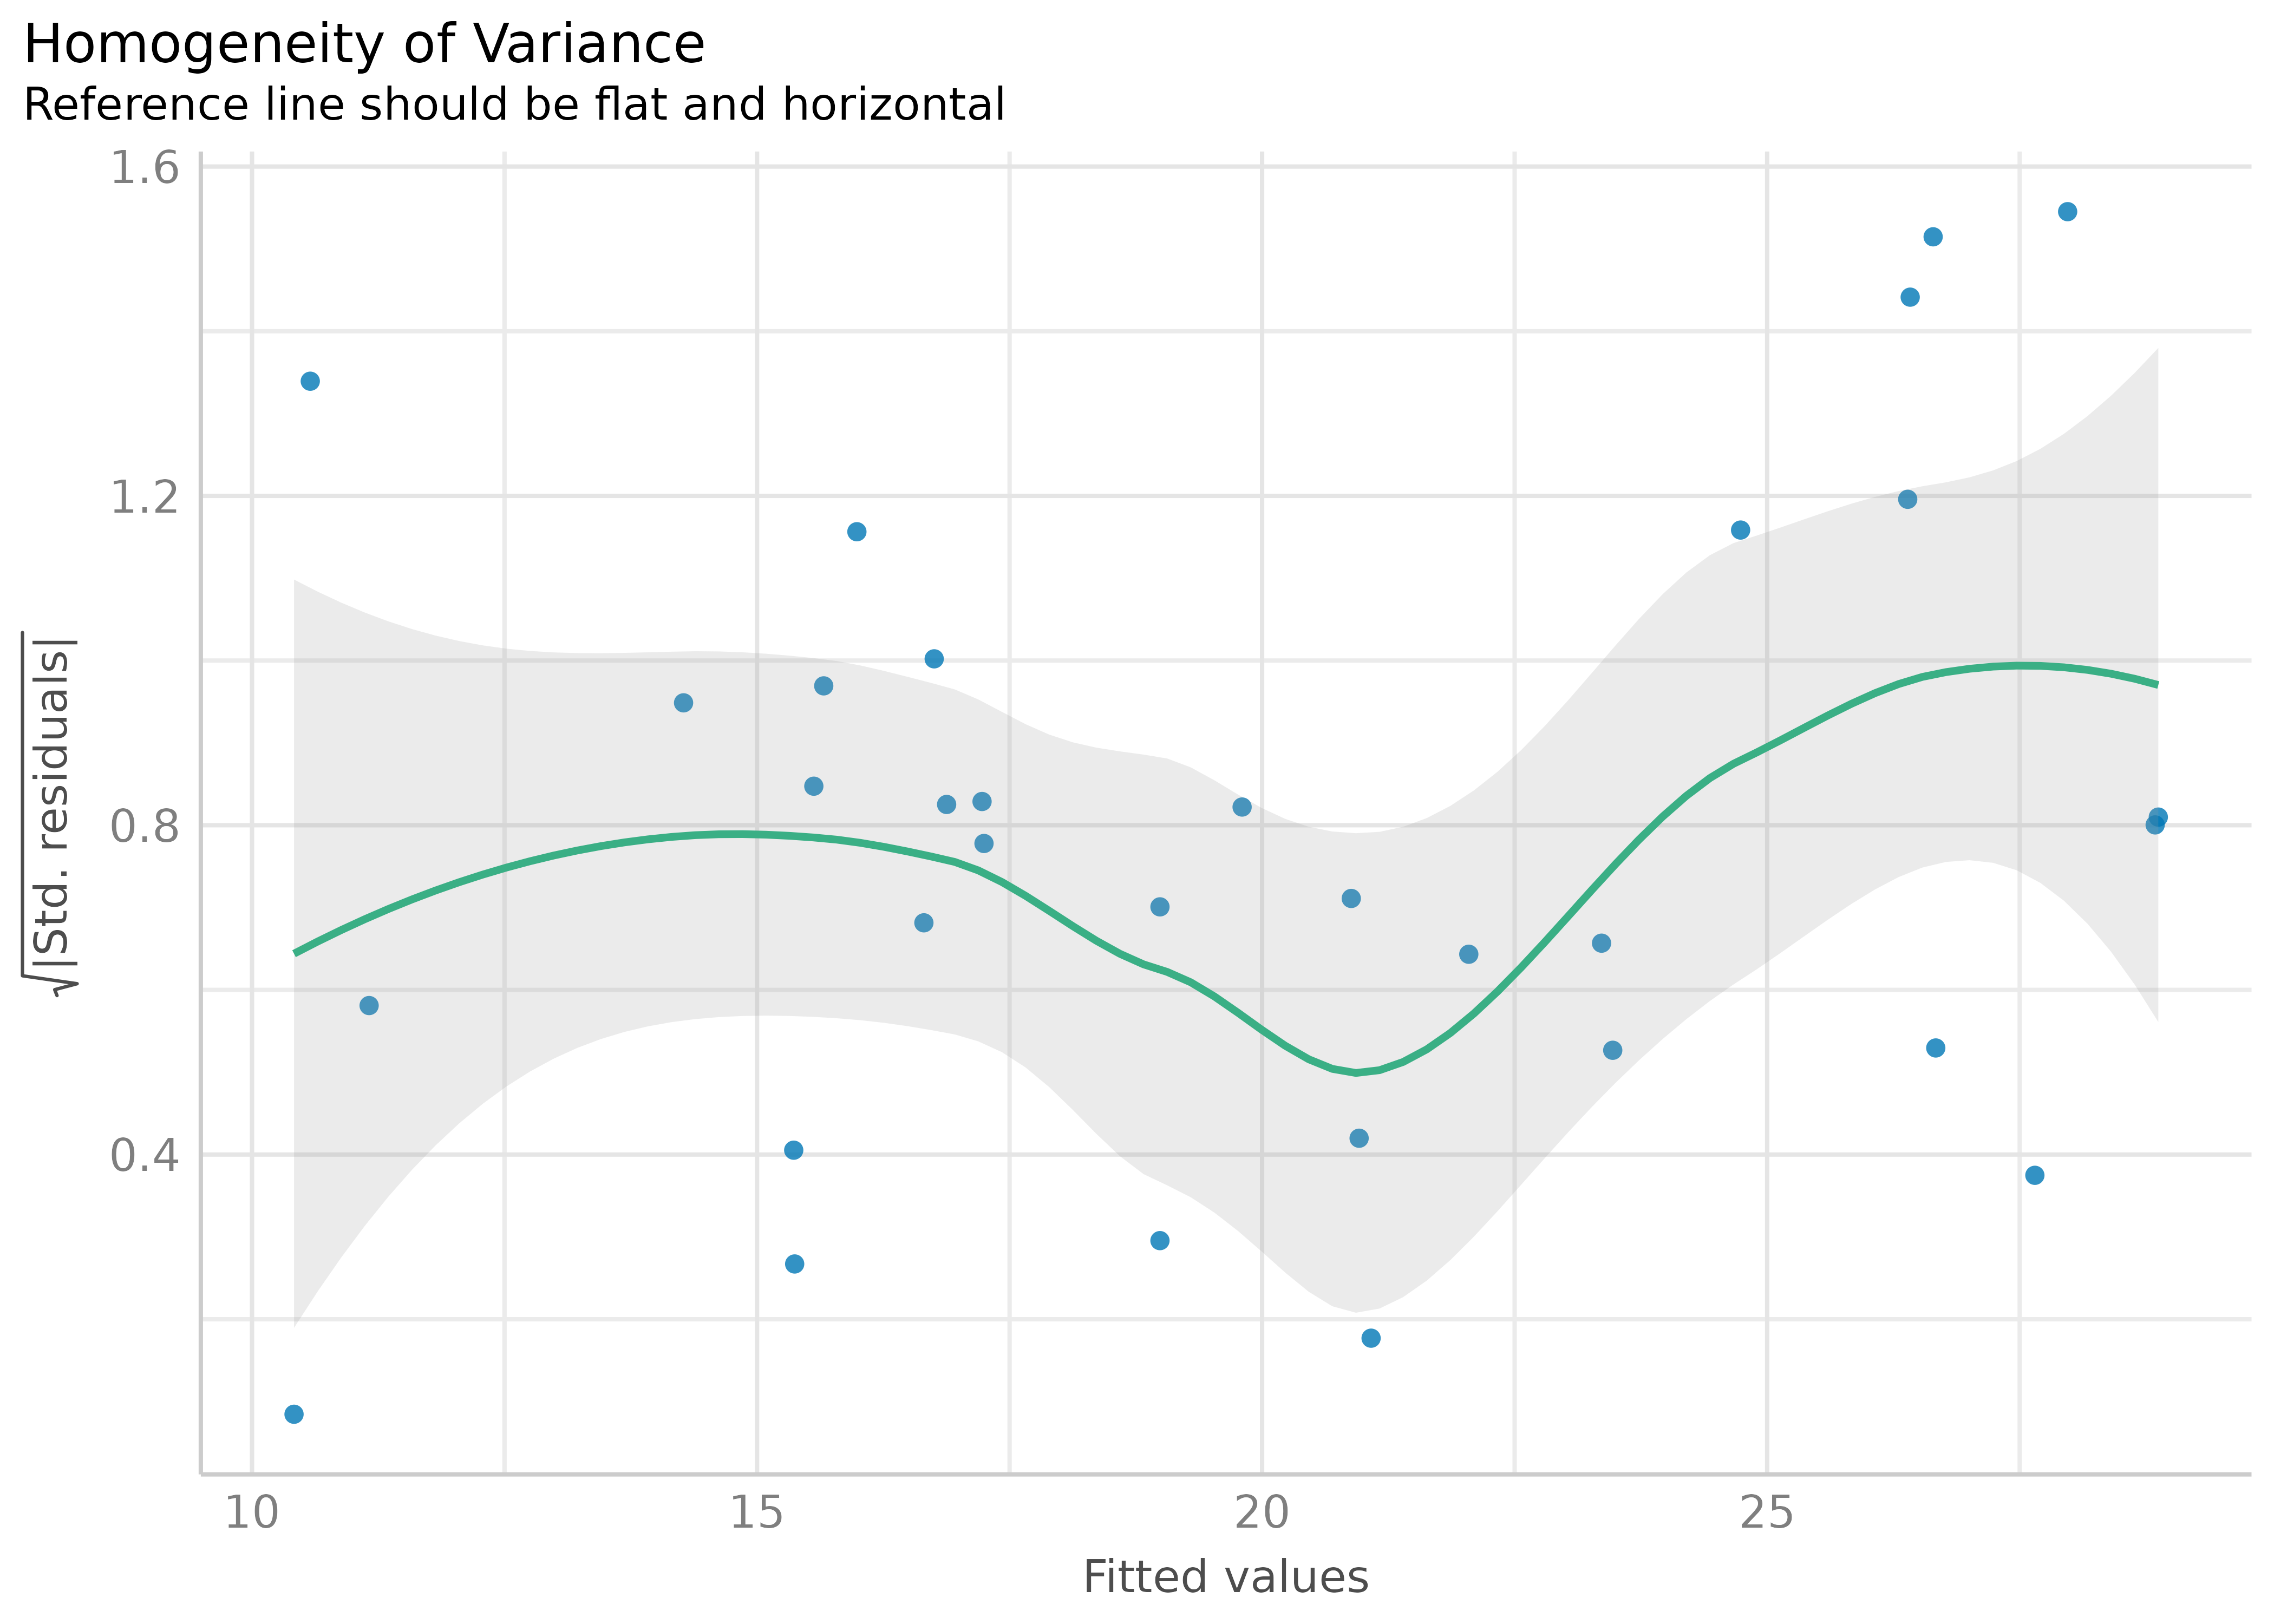 Homogeneity of Variance
Reference line should be flat and horizontal
1.6
1.2
0.8
0.4
√|Std. residuals|
10 15 20 25
Fitted values